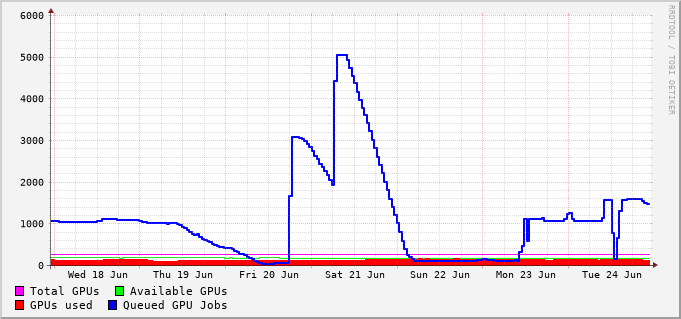 6000
5000
4000
3000
2000
1000
0
Wed 18 Jun Thu 19 Jun Fri 20 Jun Sat 21 Jun Sun 22 Jun Mon 23 Jun Tue 24 Jun
Total GPUs Available GPUs
GPUs used Queued GPU Jobs
RRDTOOL / TOBI OETIKER